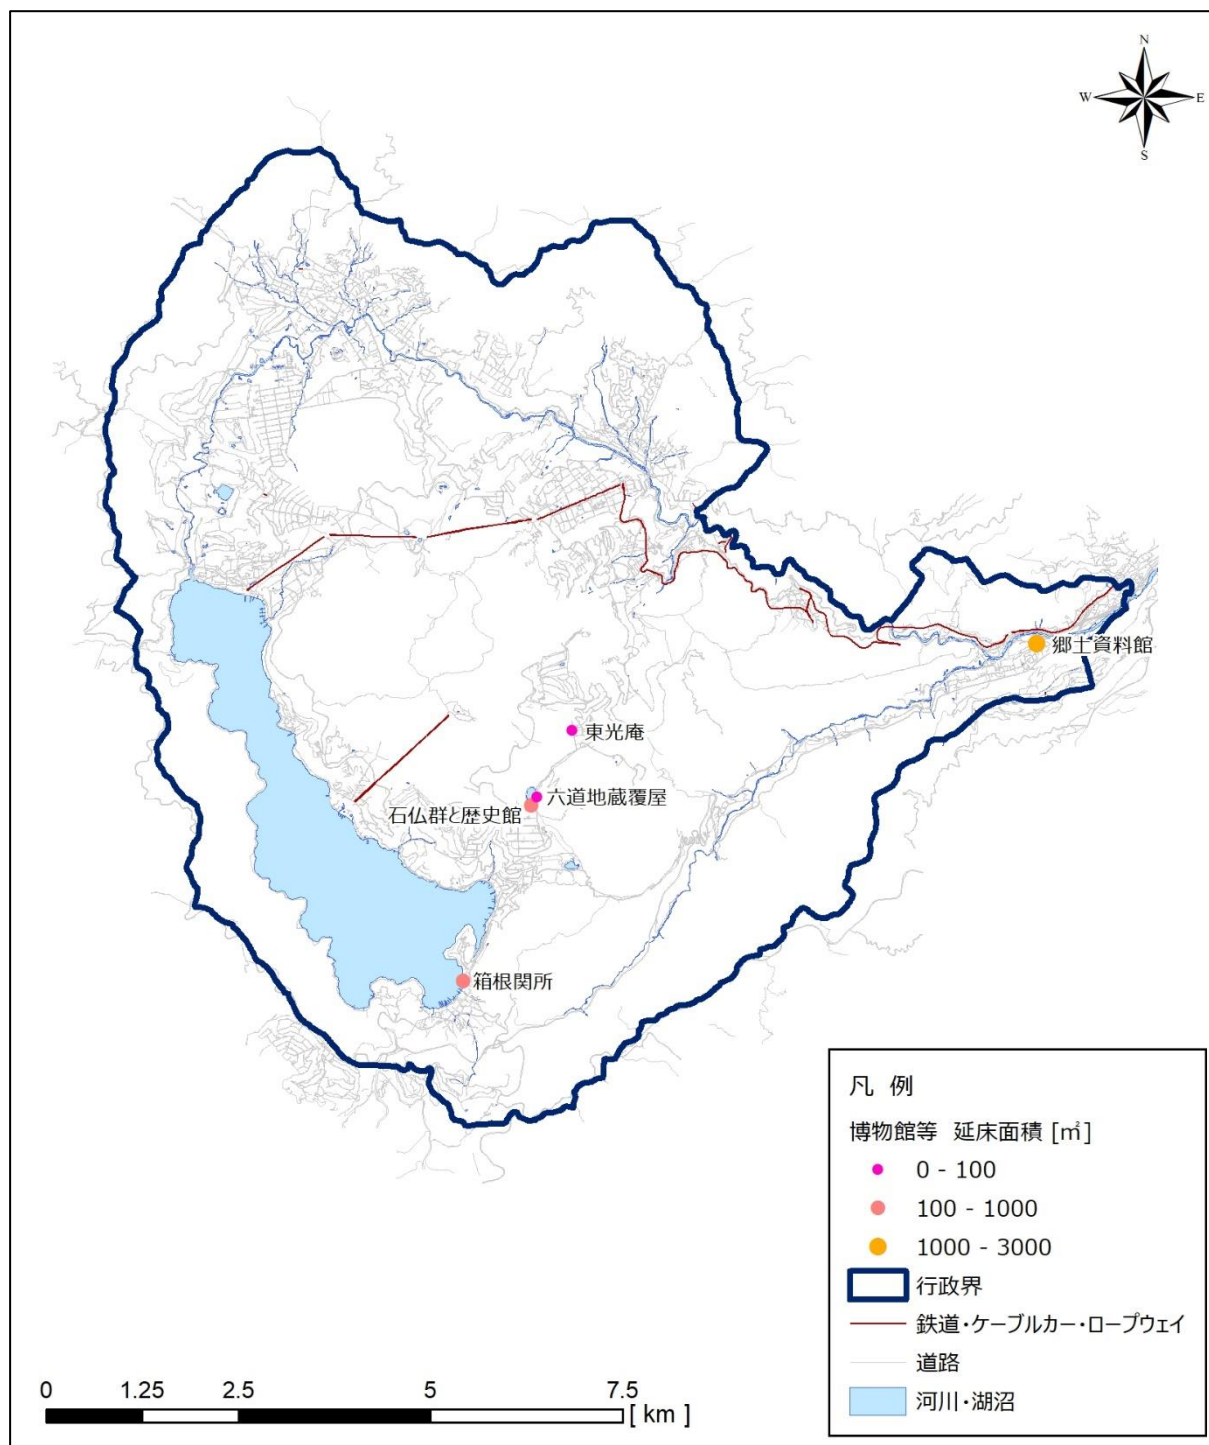 N
W E
S
郷土資料館
東光庵
六道地蔵覆屋
石仏群と歴史館
箱根関所
凡 例
博物館等 延床面積 [㎡]
0 - 100
100 - 1000
1000 - 3000
行政界
鉄道・ケーブルカー・ロープウェイ
道路
河川・湖沼
0 1.25 2.5 5 7.5
[ km ]